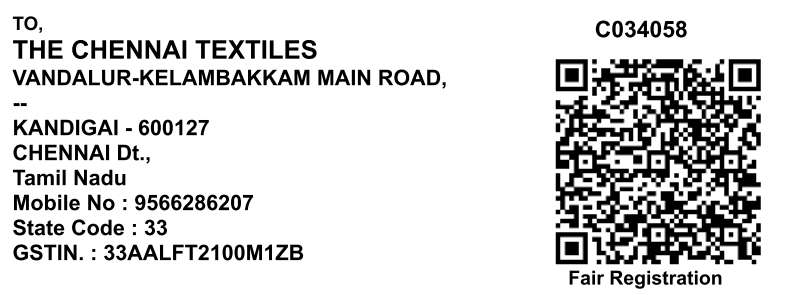 TO,
THE CHENNAI TEXTILES
VANDALUR-KELAMBAKKAM MAIN ROAD,
--
KANDIGAI - 600127
CHENNAI Dt.,
Tamil Nadu
Mobile No : 9566286207
State Code : 33
GSTIN. : 33AALFT2100M1ZB
C034058
Fair Registration